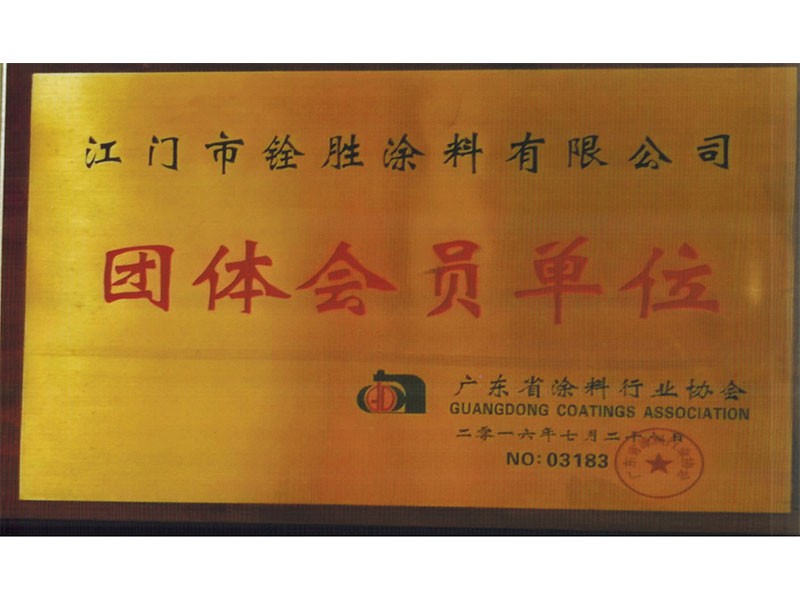 江门市铨胜涂料有限公司
团体会员单位
广东省涂料行业协会
GUANGDONG COATINGS ASSOCIATION
二零一六年七月二十日
NO: 03183